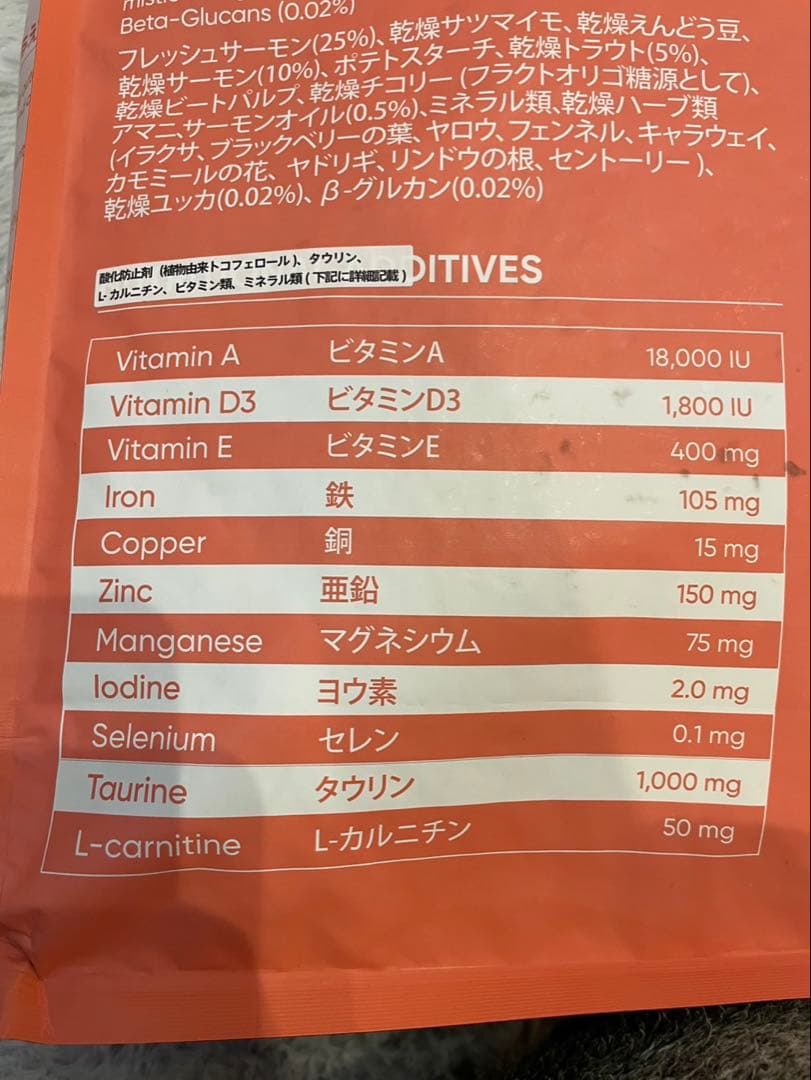 Beta-Glucans (0.02%)
フレッシュサーモン(25%)、乾燥サツマイモ、乾燥えんどう豆、
乾燥サーモン(10%)、ポテトスターチ、乾燥トラウト(5%)、
乾燥ビートパルプ、乾燥チコリー (フラクトオリゴ糖源として)、
アマニ、サーモンオイル(0.5%)、ミネラル類、乾燥ハーブ類
(イラクサ、ブラックベリーの葉、ヤロウ、フェンネル、キャラウェイ、
カモミールの花、ヤドリギ、リンドウの根、セントーリー )、
乾燥ユッカ(0.02%)、β-グルカン(0.02%)
酸化防止剤 (植物由来トコフェロール )、タウリン、
L- カルニチン、ビタミン類、ミネラル類 ( 下記に詳細記載 )
DITIVES
Vitamin A ビタミンA 18,000 IU
Vitamin D3 ビタミンD3 1,800 IU
Vitamin E ビタミンE 400 mg
Iron 鉄 105 mg
Copper 銅 15 mg
Zinc 亜鉛 150 mg
Manganese マグネシウム 75 mg
Iodine ヨウ素 2.0 mg
Selenium セレン 0.1 mg
Taurine タウリン 1,000 mg
L-carnitine L-カルニチン 50 mg